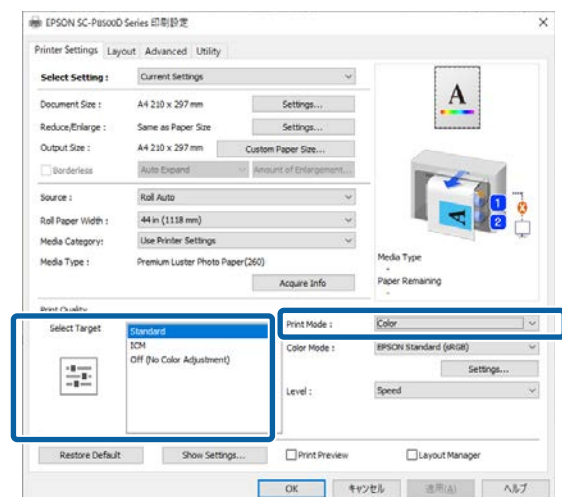 EPSON SC-P8500D Series 印刷設定
Printer Settings Layout Advanced Utility
Select Setting : Current Settings
Document Size : A4 210 x 297 mm Settings...
Reduce/Enlarge : Same as Paper Size Settings...
Output Size : A4 210 x 297 mm Custom Paper Size...
Borderless Auto Expand Amount of Enlargement...
A
Source : Roll Auto
Roll Paper Width : 44 in (1118 mm)
Media Category: Use Printer Settings
Media Type : Premium Luster Photo Paper(260)
Acquire Info
A
1
2
Media Type
-
Paper Remaining
-
Print Quality
Select Target
Standard
ICM
Off (No Color Adjustment)
Print Mode : Color
Color Mode : EPSON Standard (sRGB)
Settings...
Level : Speed
Restore Default Show Settings... Print Preview Layout Manager
OK キャンセル 適用(A) ヘルプ